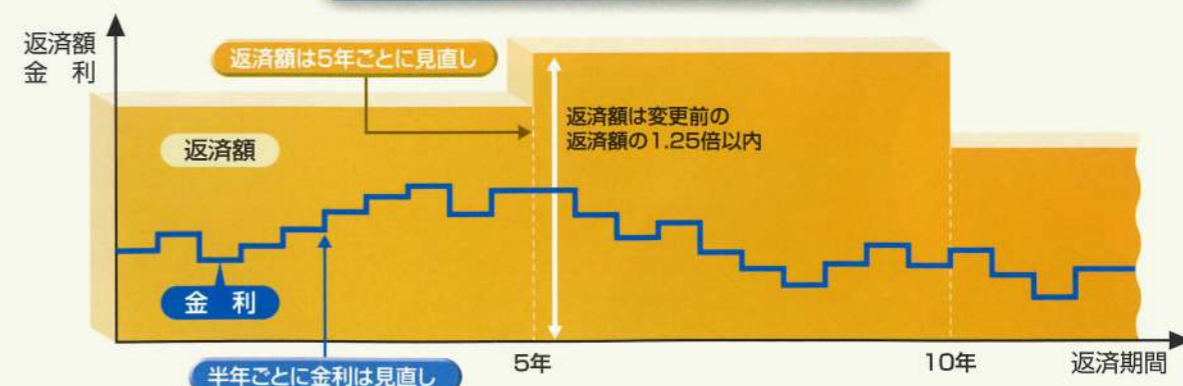 返済額
金 利
返済額は5年ごとに見直し
返済額は変更前の
返済額の1.25倍以内
返済額
金 利
半年ごとに金利は見直し
5年
10年
返済期間